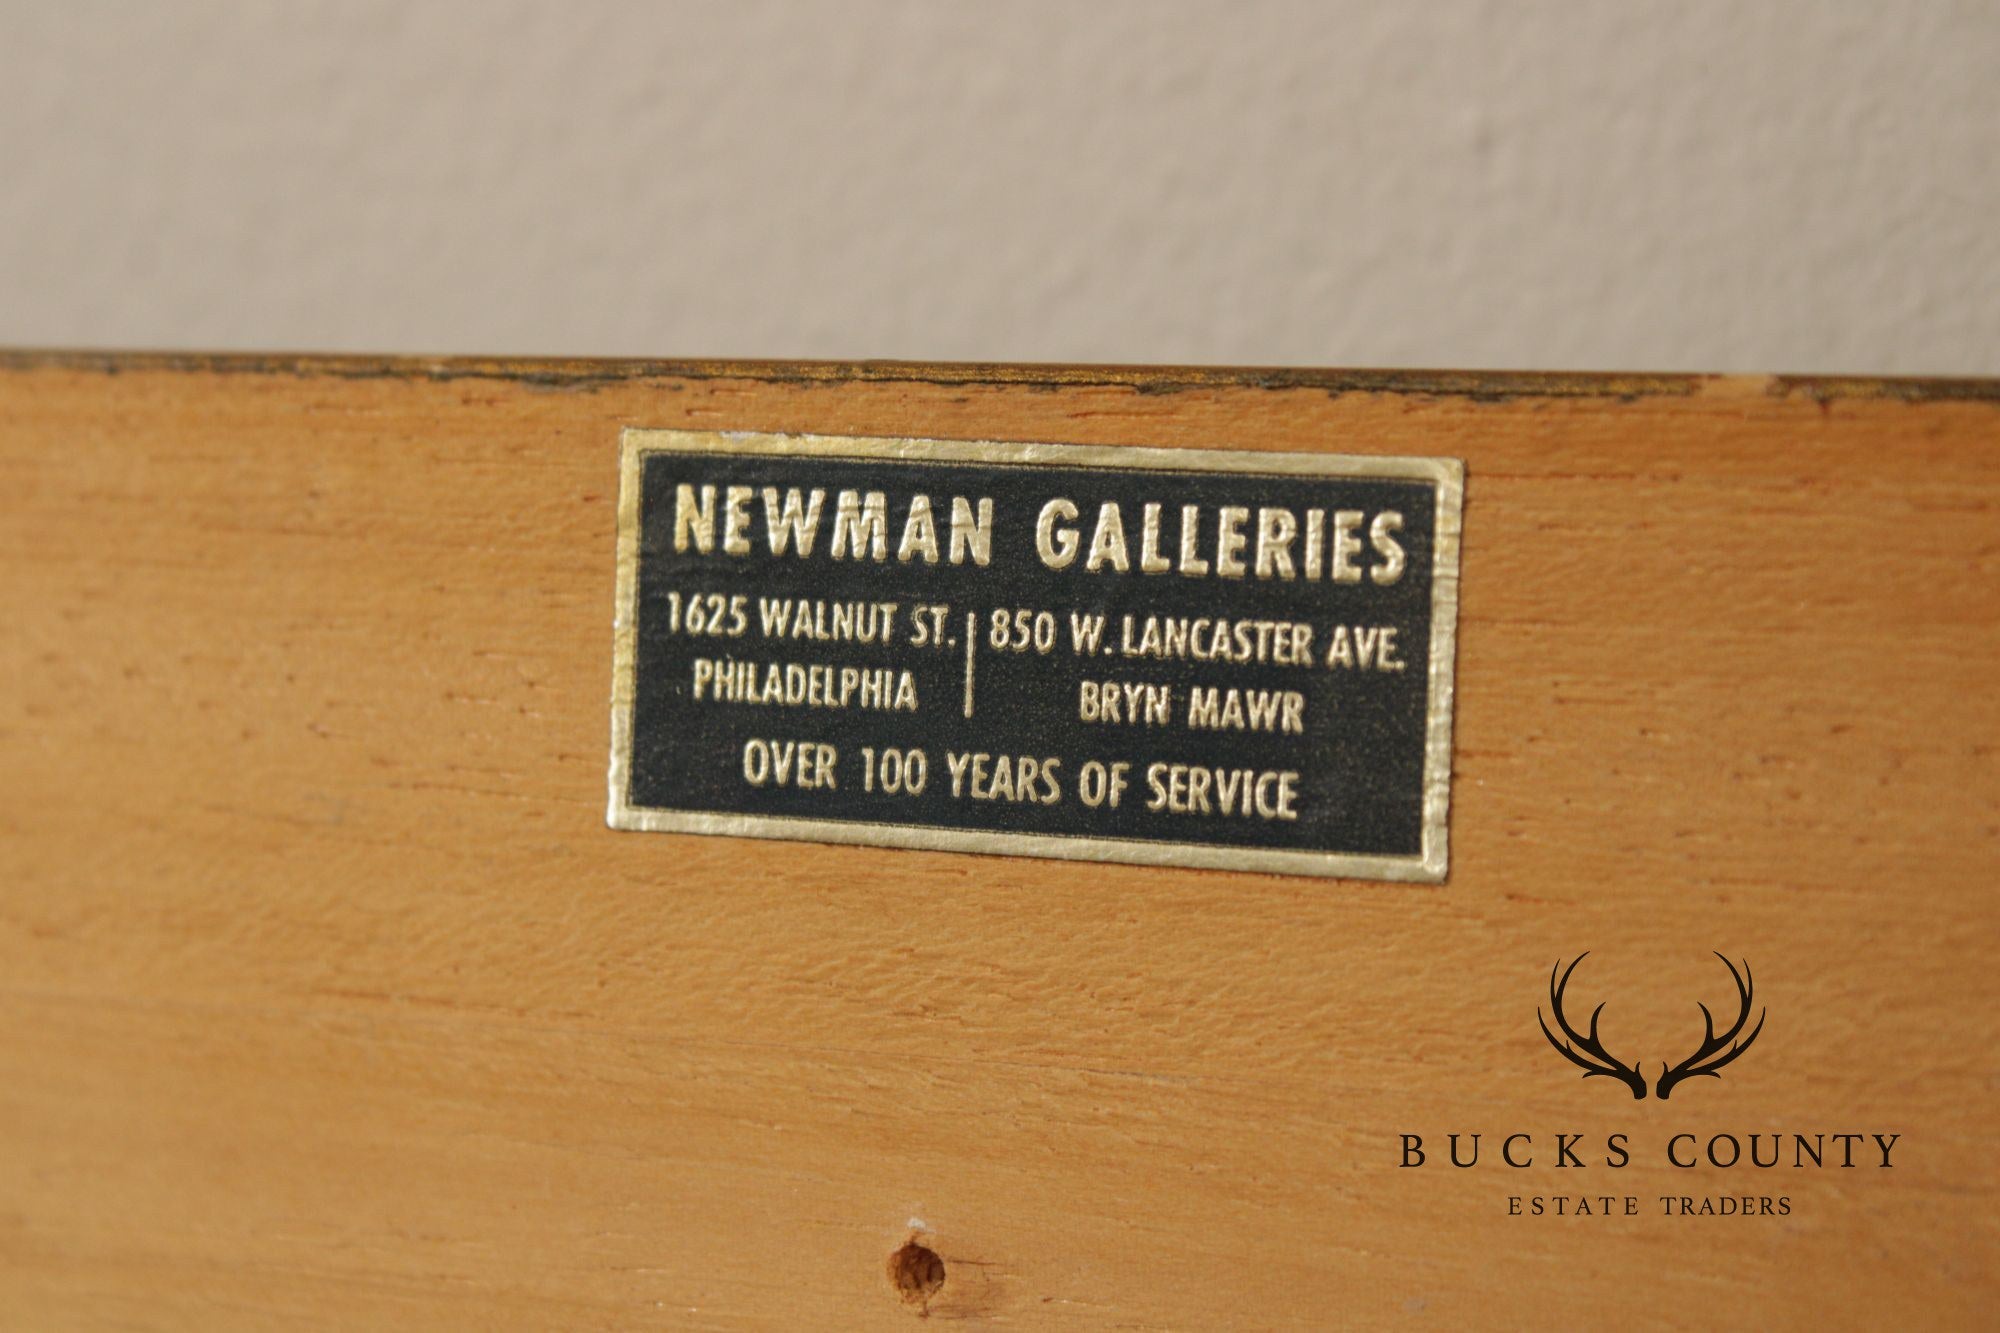 NEWMAN GALLERIES
1625 WALNUT ST. | 850 W. LANCASTER AVE.
PHILADELPHIA | BRYN MAWR
OVER 100 YEARS OF SERVICE
BUCKS COUNTY
ESTATE TRADERS